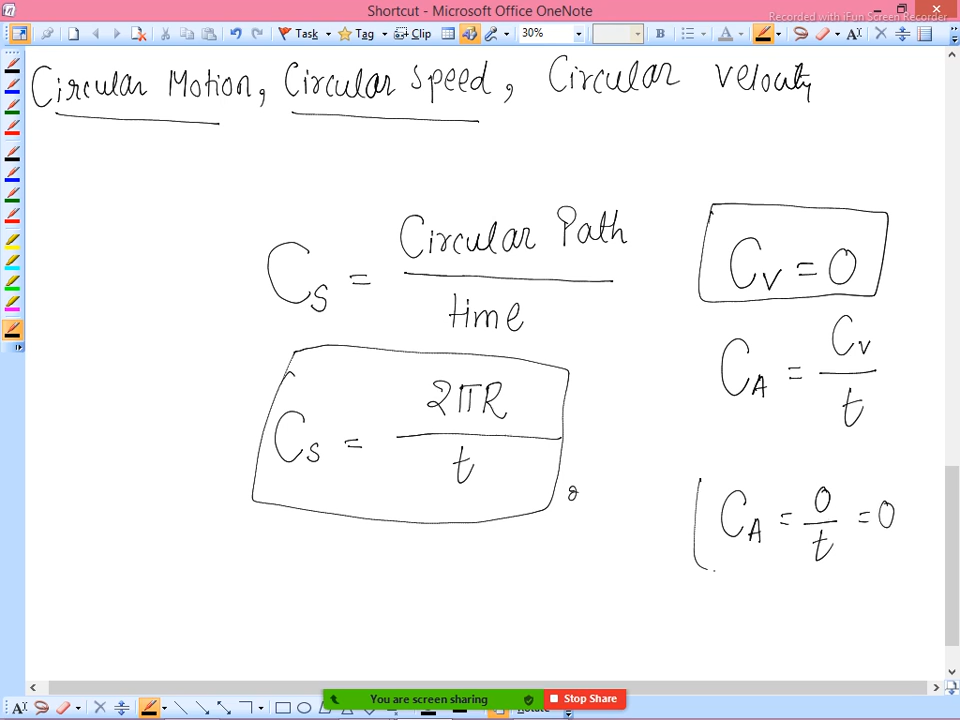 Shortcut - Microsoft Office OneNote
Recorded with iFun Screen Recorder
Task Tag Clip 30% B A A
Circular Motion, Circular Speed, Circular Velocity
Cs = Circular Path / time
Cv = 0
CA = Cv / t
Cs = 2πR / t
CA = 0 / t = 0
You are screen sharing Stop Share